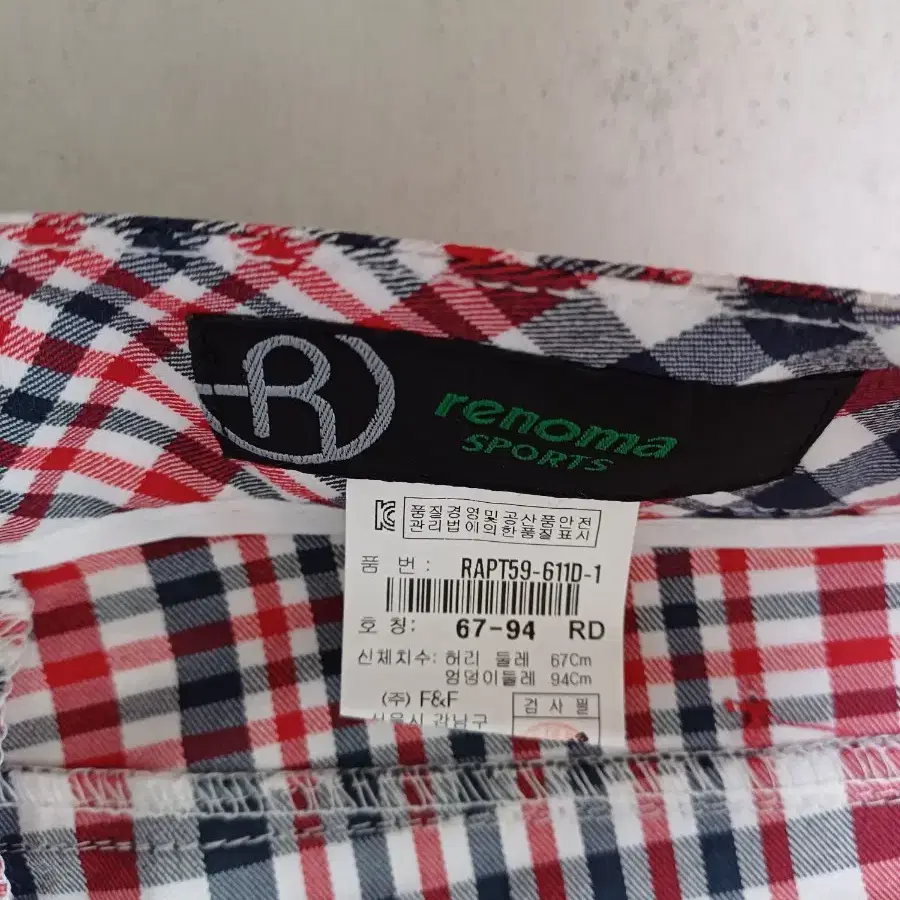 R
renoma
SPORTS
품질경영및공산품안전
관리법이의한품질표시
품 번: RAPT59-611D-1
호 칭: 67-94 RD
신체치수: 허리 둘레 67Cm
엉덩이둘레 94Cm
(주) F&F
검사필
서울시 강남구